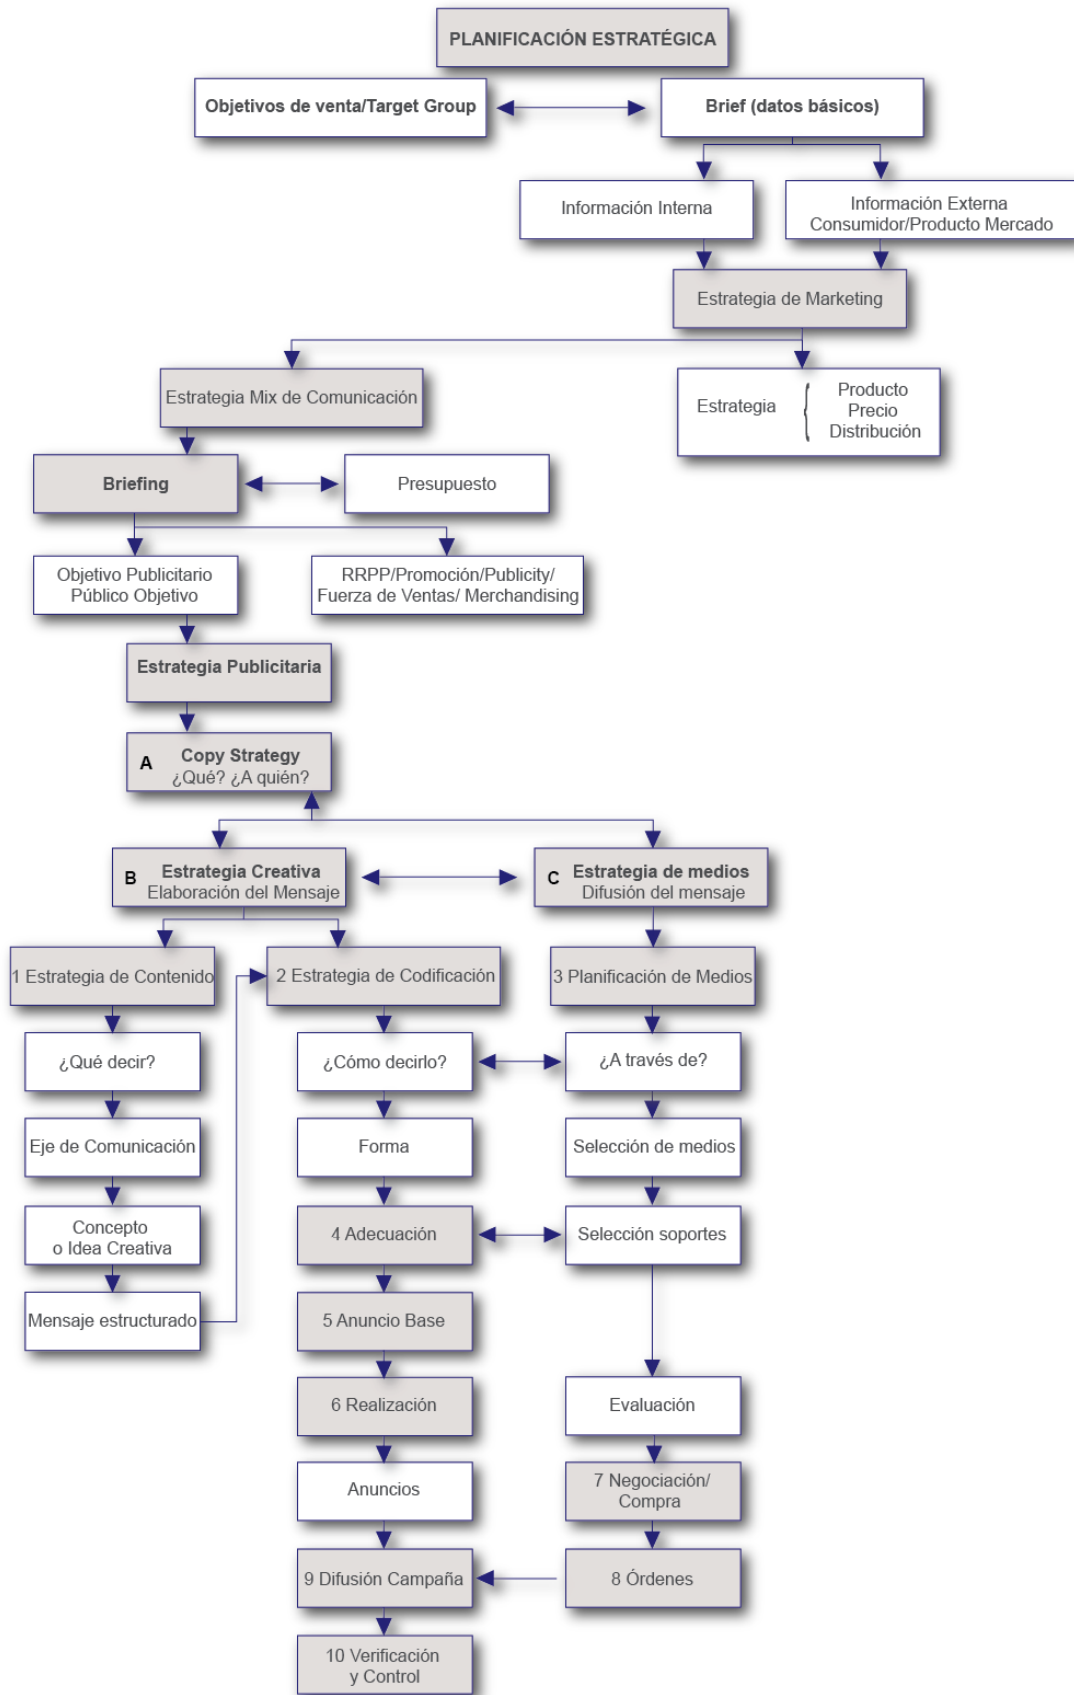 PLANIFICACIÓN ESTRATÉGICA
Objetivos de venta/Target Group
Brief (datos básicos)
Información Interna
Información Externa
Consumidor/Producto Mercado
Estrategia de Marketing
Estrategia Mix de Comunicación
Estrategia
Producto
Precio
Distribución
Briefing
Presupuesto
Objetivo Publicitario
Público Objetivo
RRPP/Promoción/Publicity/
Fuerza de Ventas/ Merchandising
Estrategia Publicitaria
A
Copy Strategy
¿Qué? ¿A quién?
B
Estrategia Creativa
Elaboración del Mensaje
C
Estrategia de medios
Difusión del mensaje
1 Estrategia de Contenido
2 Estrategia de Codificación
3 Planificación de Medios
¿Qué decir?
¿Cómo decirlo?
¿A través de?
Eje de Comunicación
Forma
Selección de medios
Concepto
o Idea Creativa
4 Adecuación
Selección soportes
Mensaje estructurado
5 Anuncio Base
6 Realización
Evaluación
Anuncios
7 Negociación/
Compra
9 Difusión Campaña
8 Órdenes
10 Verificación
y Control